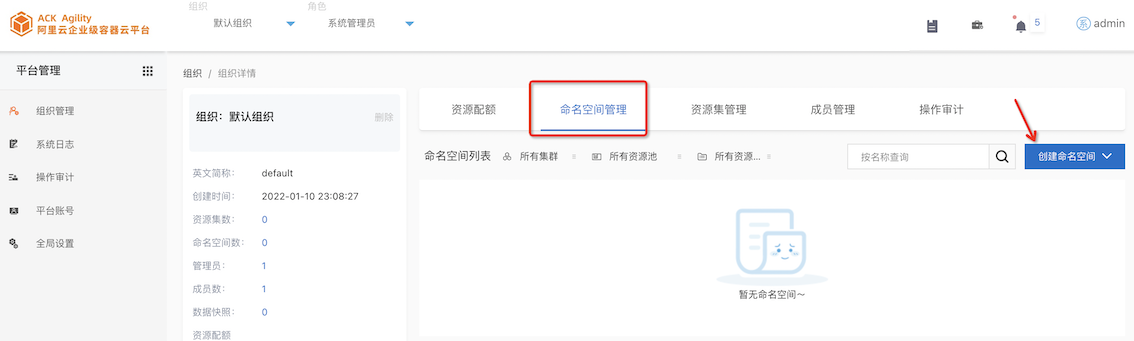 组织
角色
ACK Agility
阿里云企业级容器云平台
默认组织
系统管理员
5
系 admin
平台管理
组织 / 组织详情
组织管理
系统日志
操作审计
平台账号
全局设置
组织：默认组织
删除
英文简称： default
创建时间： 2022-01-10 23:08:27
资源集数： 0
命名空间数： 0
管理员： 1
成员数： 1
数据快照： 0
资源配额
资源配额 命名空间管理 资源集管理 成员管理 操作审计
命名空间列表 所有集群 所有资源池 所有资源... 按名称查询 创建命名空间
暂无命名空间～